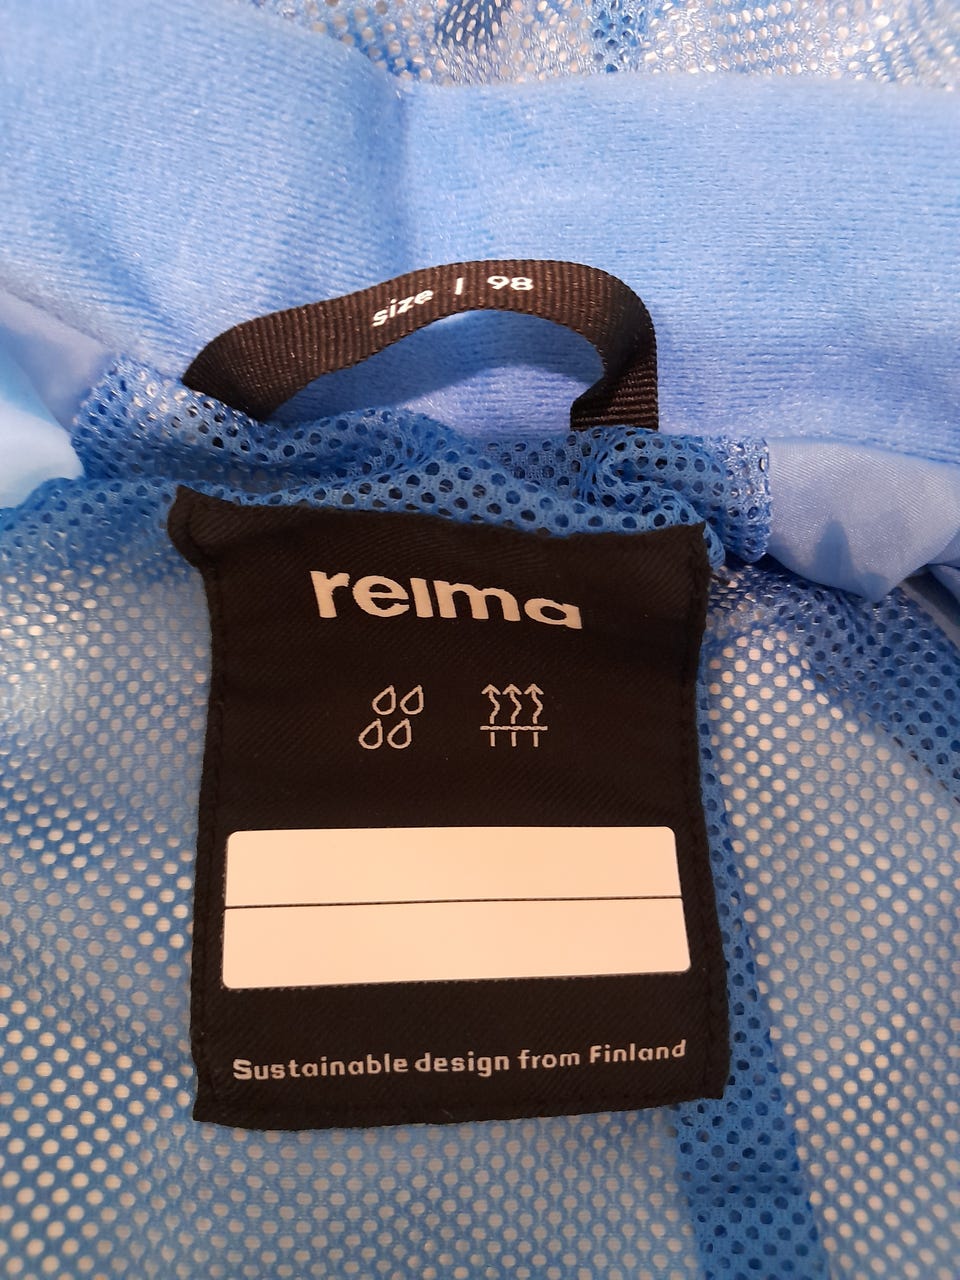 size | 98
reima
Sustainable design from Finland